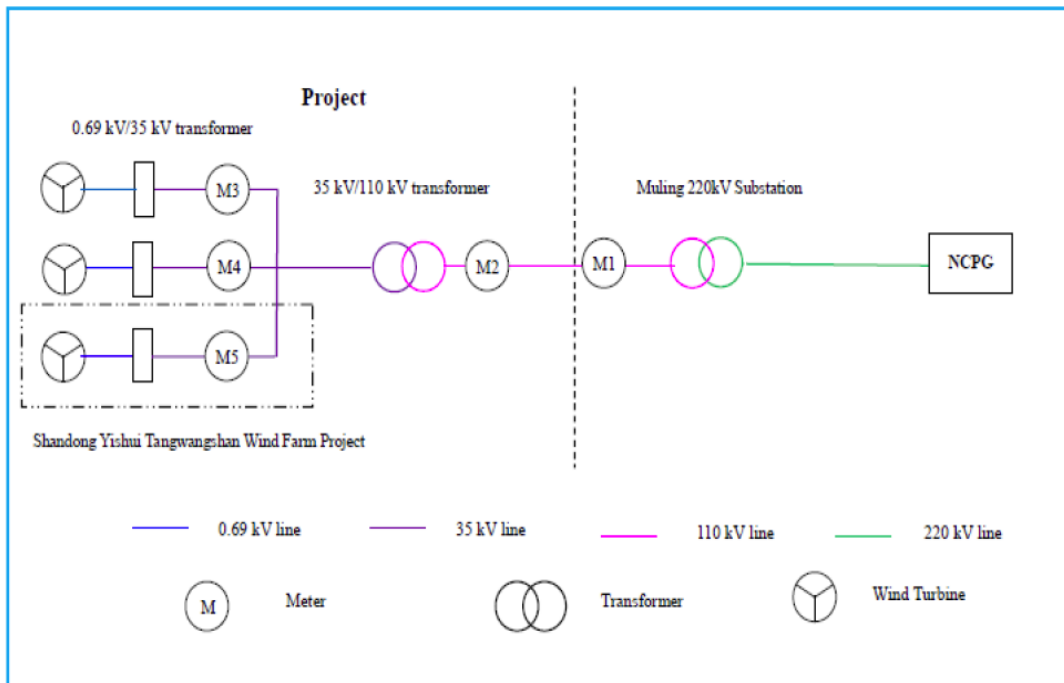 Project
0.69 kV/35 kV transformer
M3
35 kV/110 kV transformer
Muling 220kV Substation
M4
M2
M1
NCPG
M5
Shandong Yishui Tangwangshan Wind Farm Project
0.69 kV line
35 kV line
110 kV line
220 kV line
M
Meter
Transformer
Wind Turbine